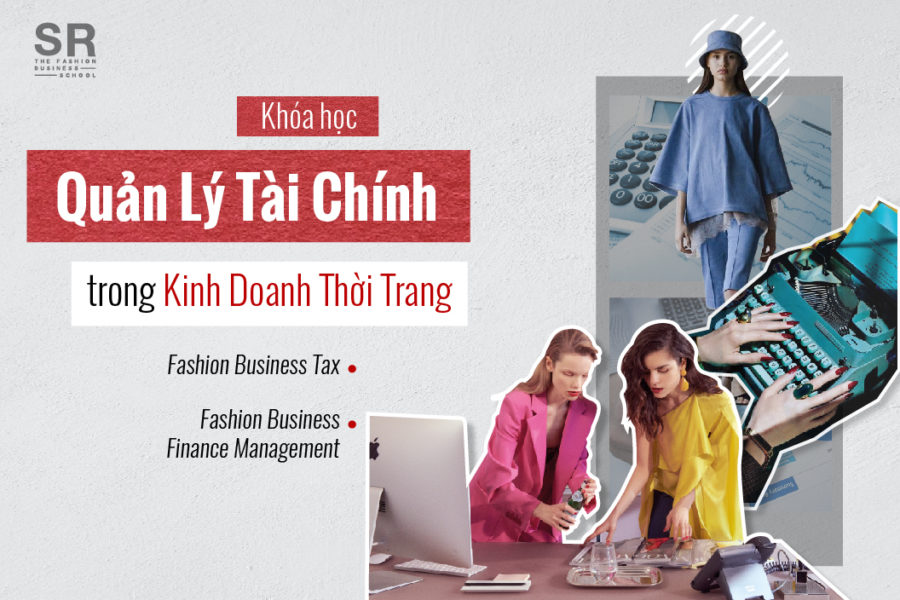 SR
THE FASHION
BUSINESS
SCHOOL
Khóa học
Quản Lý Tài Chính
trong Kinh Doanh Thời Trang
Fashion Business Tax
Fashion Business
Finance Management